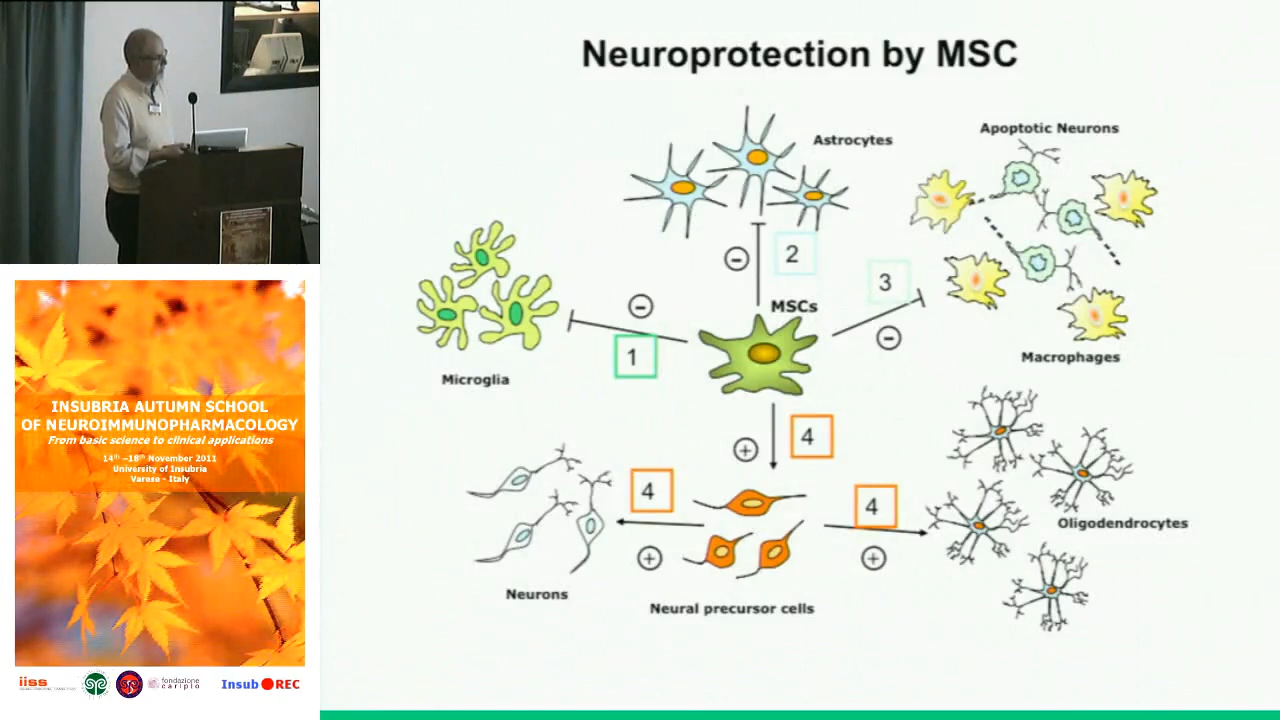 Neuroprotection by MSC
Astrocytes
Apoptotic Neurons
2
3
MSCs
1
Microglia
Macrophages
4
4
4
Oligodendrocytes
Neurons
Neural precursor cells
INSUBRIA AUTUMN SCHOOL
OF NEUROIMMUNOPHARMACOLOGY
From basic science to clinical applications
14th –18th November 2011
University of Insubria
Varese - Italy
iiss
fondazione
cariplo
Insub REC